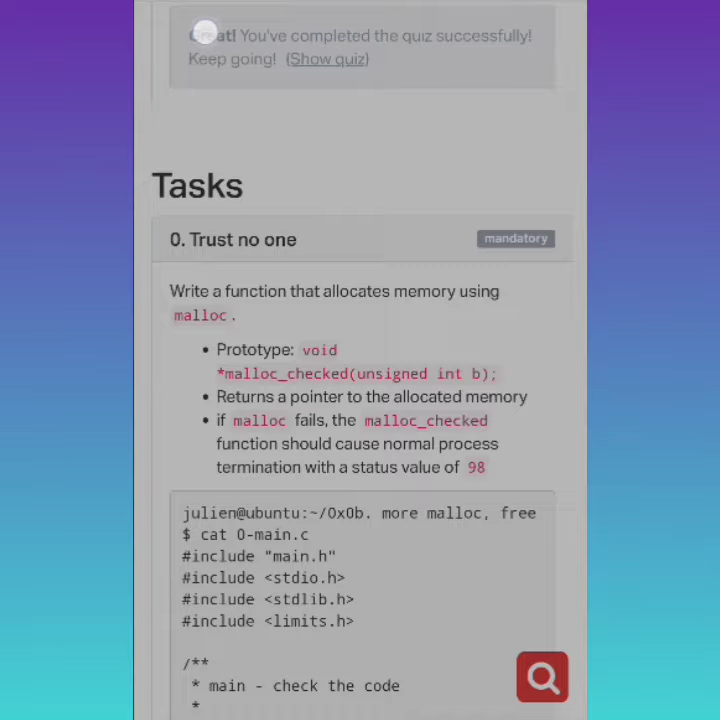 Great! You've completed the quiz successfully!
Keep going! (Show quiz)
Tasks
0. Trust no one
mandatory
Write a function that allocates memory using
malloc.
• Prototype: void
*malloc_checked(unsigned int b);
• Returns a pointer to the allocated memory
• if malloc fails, the malloc_checked
function should cause normal process
termination with a status value of 98
julien@ubuntu:~/0x0b. more malloc, free
$ cat 0-main.c
#include "main.h"
#include <stdio.h>
#include <stdlib.h>
#include <limits.h>
/**
* main - check the code
*